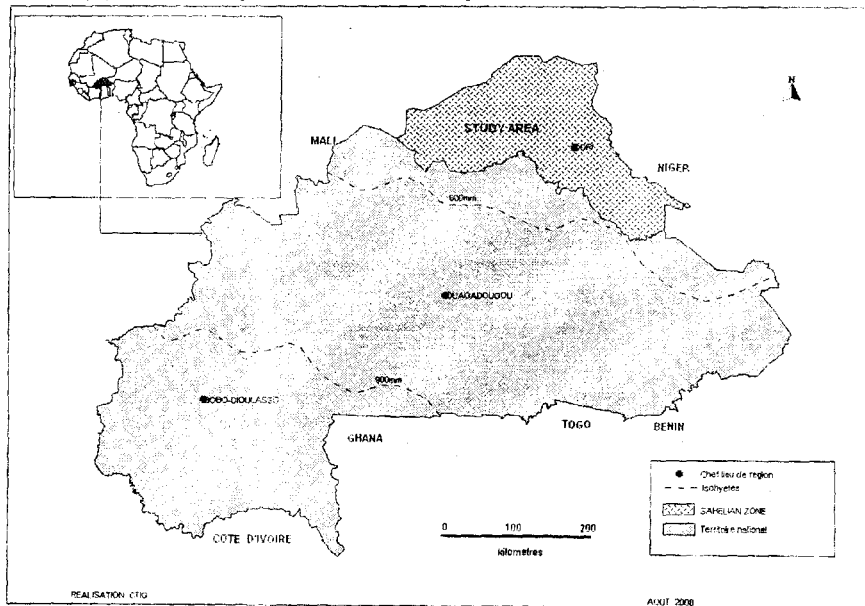 N
STUDY AREA
MALI
NIGER
600mm
OUAGADOUGOU
900mm
BOBO-DIOULASSO
GHANA
TOGO
BENIN
COTE D'IVOIRE
0 100 200
kilometres
Chef lieu de region
Isohyetes
SAHELIAN ZONE
Territoire national
REALISATION CTIG
AOUT 2008